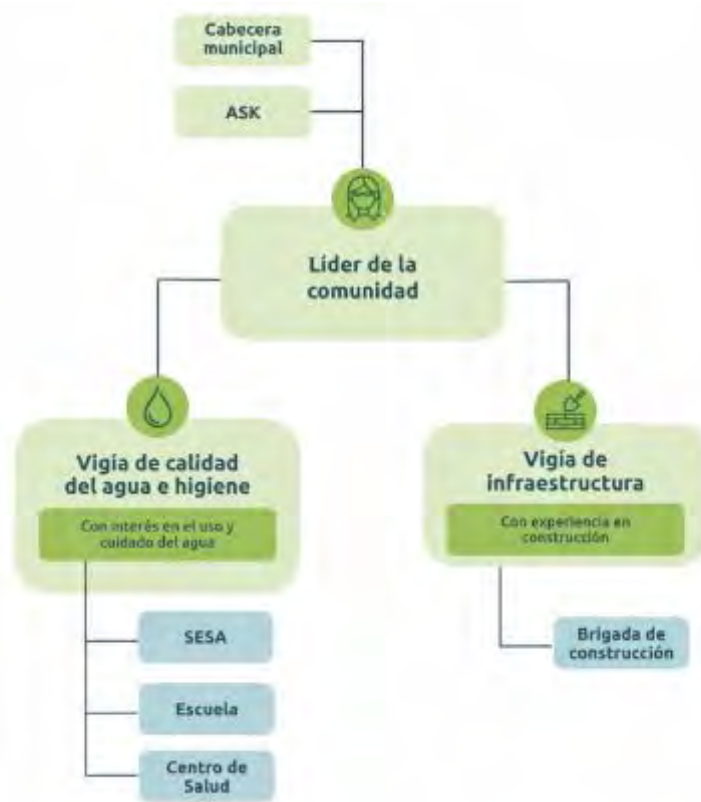 Cabecera
municipal
ASK
Líder de la
comunidad
Vigía de calidad
del agua e higiene
Con interés en el uso y
cuidado del agua
SESA
Escuela
Centro de
Salud
Vigía de
infraestructura
Con experiencia en
construcción
Brigada de
construcción